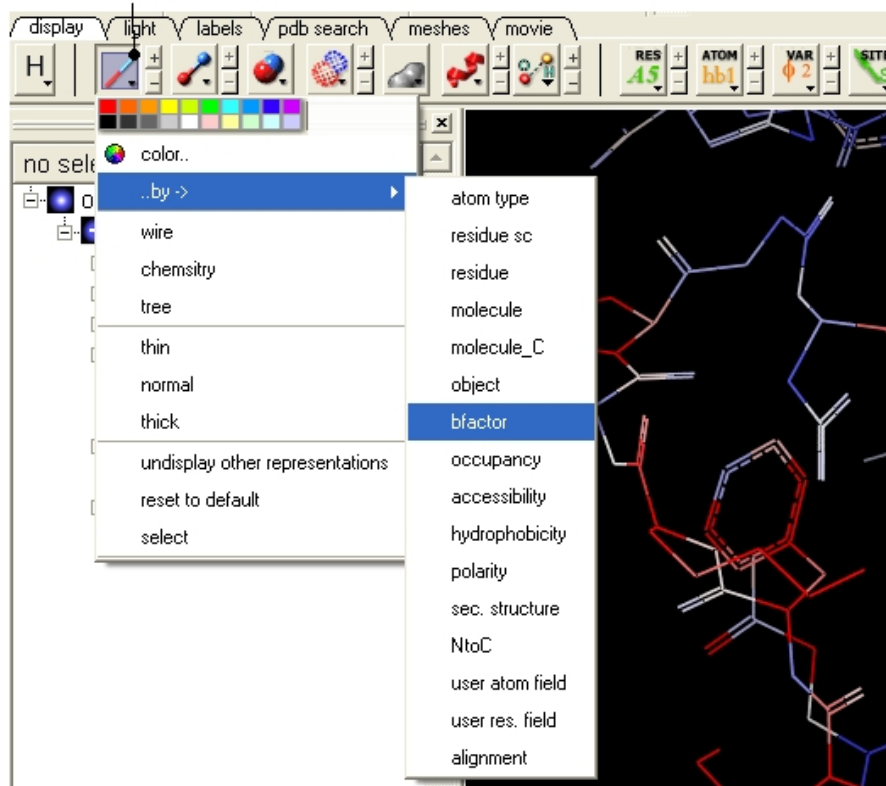 display light labels pdb search meshes movie
H RES A5 ATOM hb1 VAR ϕ 2 SITE
no sele
color..
..by ->
wire
chemsitry
tree
thin
normal
thick
undisplay other representations
reset to default
select
atom type
residue sc
residue
molecule
molecule_C
object
bfactor
occupancy
accessibility
hydrophobicity
polarity
sec. structure
NtoC
user atom field
user res. field
alignment